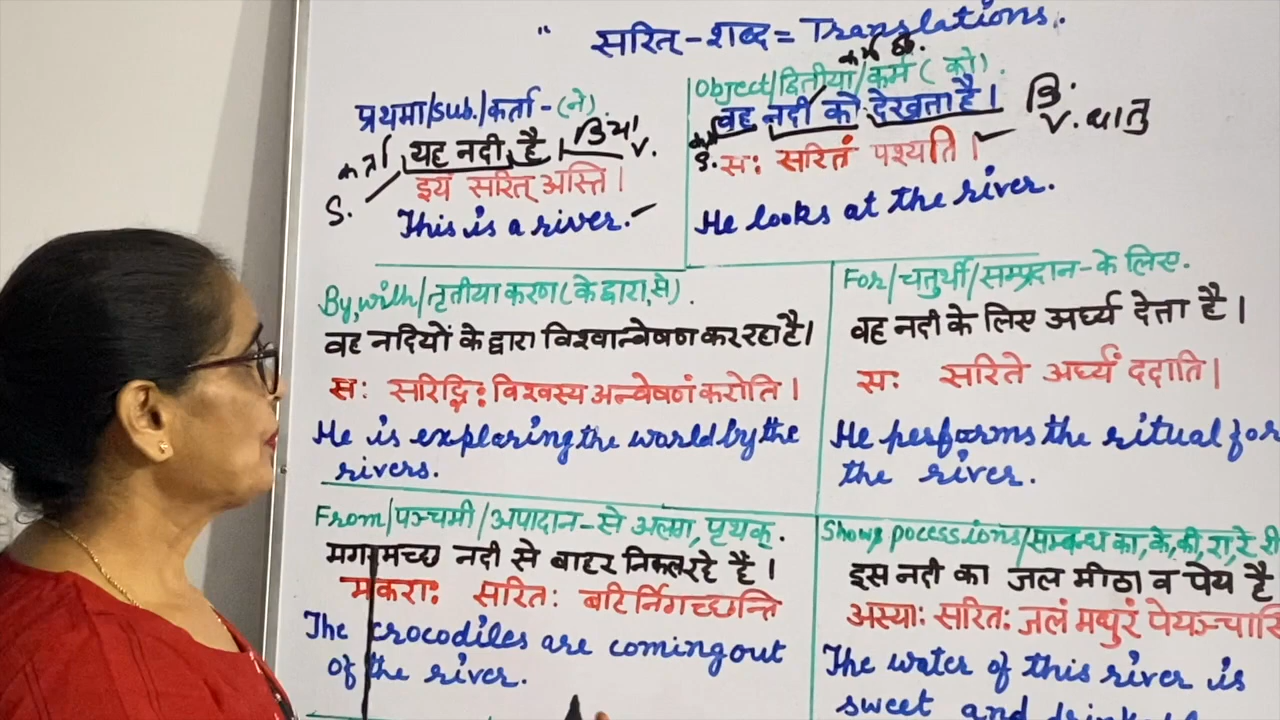 " सरित् - शब्द = Translations.
प्रथमा/sub./कर्ता - (ने)
कर्ता यह नदी है । क्रिया
S. V.
इयं सरित् अस्ति ।
This is a river.
कर्म O.
Object/द्वितीया/कर्म ( को)
वह नदी को देखता है । क्रि.
V. धातु
S. सः सरितं पश्यति ।
He looks at the river.
By, with/तृतीया करण (के द्वारा, से) .
वह नदियों के द्वारा विश्वान्वेषण कर रहा है।
सः सरिद्भिः विश्वस्य अन्वेषणं करोति ।
He is exploring the world by the
rivers.
For/चतुर्थी/सम्प्रदान - के लिए.
वह नदी के लिए अर्घ्य देता है ।
सः सरिते अर्घ्यं ददाति ।
He performs the ritual for
the river.
From/पञ्चमी/अपादान - से अलग, पृथक् .
मगरमच्छ नदी से बाहर निकल रहे हैं ।
मकराः सरितः बहिर्निगच्छन्ति
The crocodiles are coming out
of the river.
Shows pocessions/सम्बन्ध का, के, की, रा, रे, री
इस नदी का जल मीठा व पेय है
अस्याः सरितः जलं मधुरं पेयञ्चास्ति
The water of this river is
sweet and